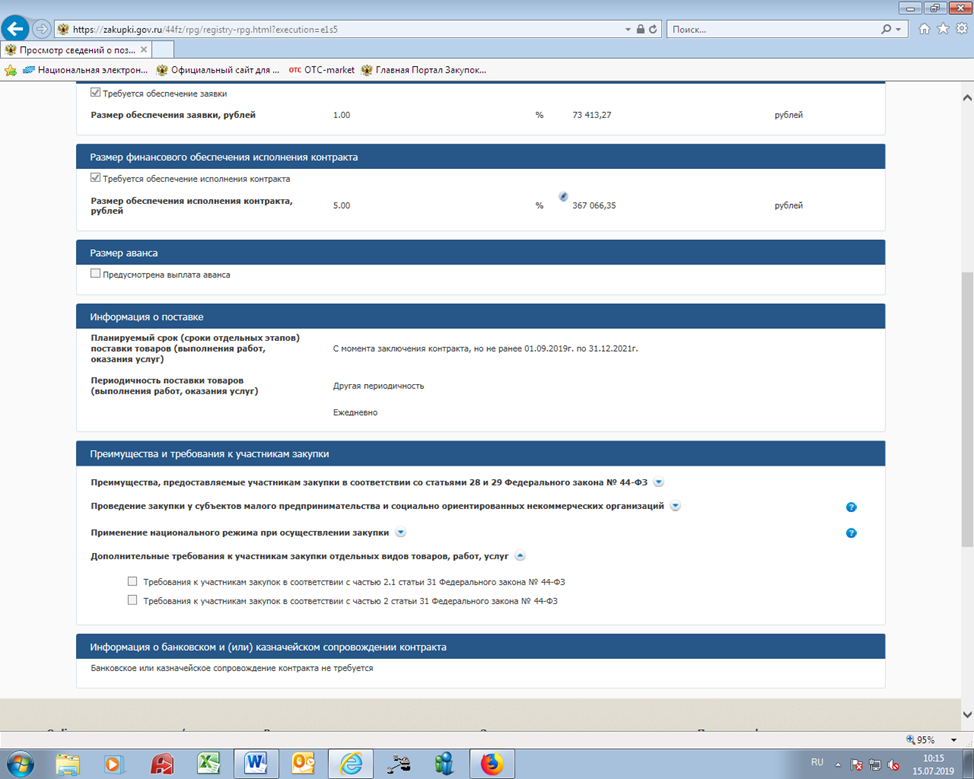 https://zakupki.gov.ru/44fz/rpg/registry-rpg.html?execution=e1s5
Поиск...
Просмотр сведений о поз...
Национальная электрон...
Официальный сайт для ...
отс OTC-market
Главная Портал Закупок...
Требуется обеспечение заявки
Размер обеспечения заявки, рублей 1.00 % 73 413,27 рублей
Размер финансового обеспечения исполнения контракта
Требуется обеспечение исполнения контракта
Размер обеспечения исполнения контракта,
рублей 5.00 % 367 066,35 рублей
Размер аванса
Предусмотрена выплата аванса
Информация о поставке
Планируемый срок (сроки отдельных этапов)
поставки товаров (выполнения работ,
оказания услуг)
С момента заключения контракта, но не ранее 01.09.2019г. по 31.12.2021г.
Периодичность поставки товаров
(выполнения работ, оказания услуг)
Другая периодичность
Ежедневно
Преимущества и требования к участникам закупки
Преимущества, предоставляемые участникам закупки в соответствии со статьями 28 и 29 Федерального закона № 44-ФЗ
Проведение закупки у субъектов малого предпринимательства и социально ориентированных некоммерческих организаций
Применение национального режима при осуществлении закупки
Дополнительные требования к участникам закупки отдельных видов товаров, работ, услуг
Требования к участникам закупок в соответствии с частью 2.1 статьи 31 Федерального закона № 44-ФЗ
Требования к участникам закупок в соответствии с частью 2 статьи 31 Федерального закона № 44-ФЗ
Информация о банковском и (или) казначейском сопровождении контракта
Банковское или казначейское сопровождение контракта не требуется
95%
RU
10:15
15.07.2019